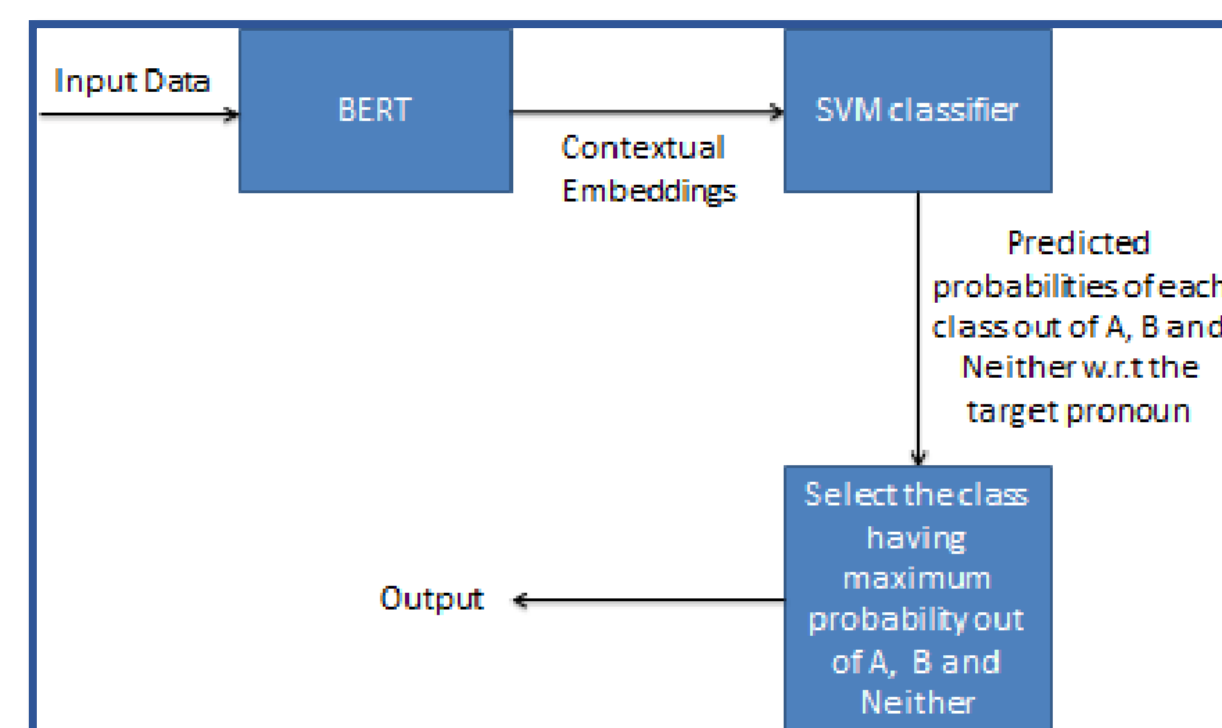 Input Data
BERT
SVM classifier
Contextual
Embeddings
Predicted
probabilities of each
class out of A, B and
Neither w.r.t the
target pronoun
Select the class
having
maximum
probability out
of A, B and
Neither
Output